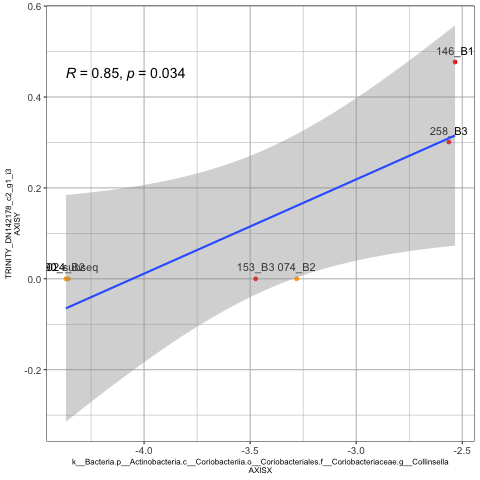 0.6
0.4
0.2
0.0
-0.2
R = 0.85, p = 0.034
146_B1
258_B3
153_B3 074_B2
-4.0
-3.5
-3.0
-2.5
k__Bacteria.p__Actinobacteria.c__Coriobacteriia.o__Coriobacteriales.f__Coriobacteriaceae.g__Collinsella
AXISX
TRINITY_DN142178_c2_g1_i3
AXISY